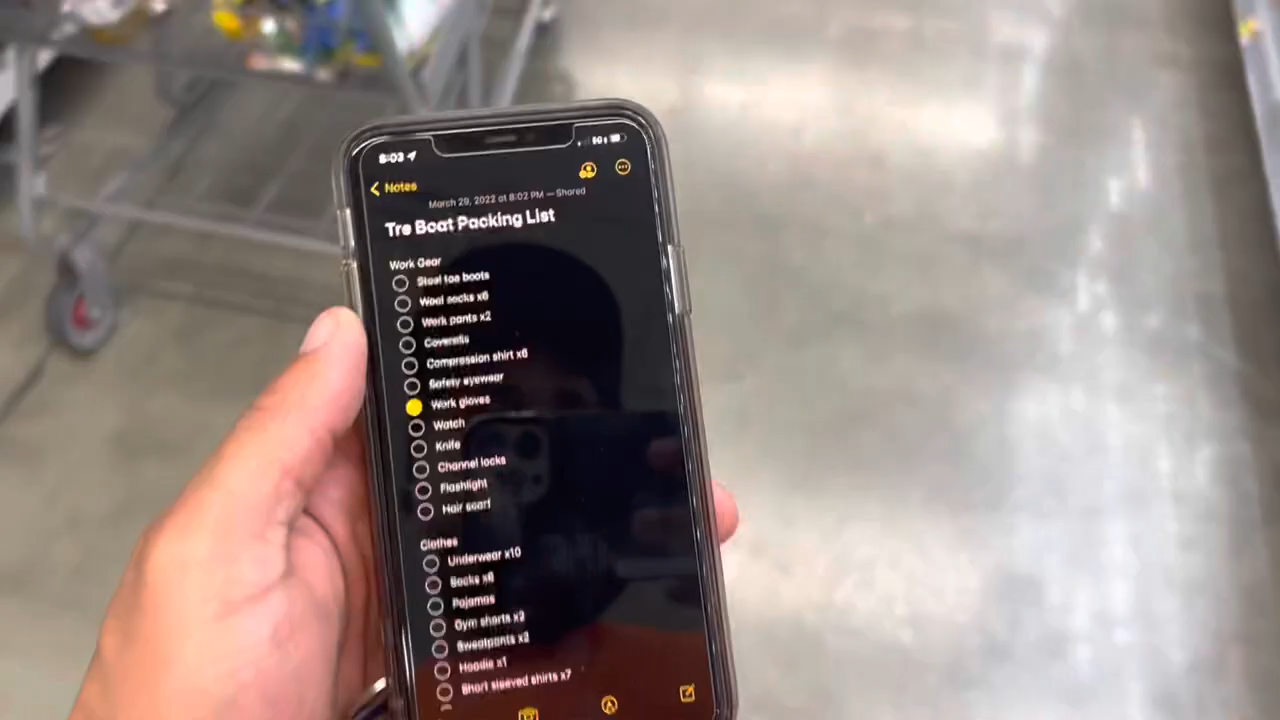 8:03
5G
Notes
March 29, 2022 at 8:02 PM — Shared
Tre Boat Packing List
Work Gear
Steel toe boots
Wool socks x6
Work pants x2
Coveralls
Compression shirt x6
Safety eyewear
Work gloves
Watch
Knife
Channel locks
Flashlight
Hair scarf
Clothes
Underwear x10
Socks x6
Pajamas
Gym shorts x3
Sweatpants x2
Hoodie x1
Short sleeved shirts x7